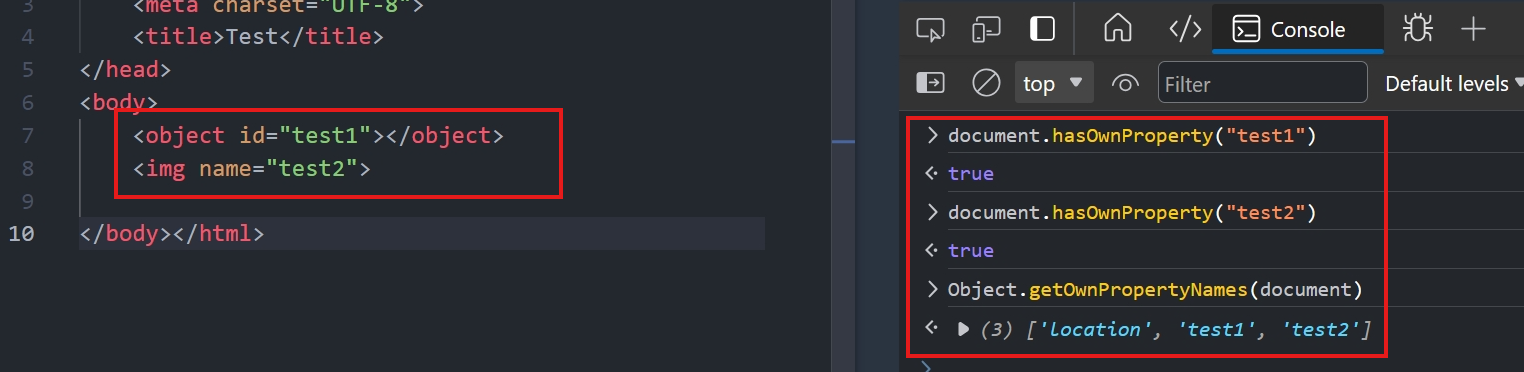 3 <meta charset="UTF-8">
4 <title>Test</title>
5 </head>
6 <body>
7 <object id="test1"></object>
8 <img name="test2">
9
10 </body></html>
Console
top Filter Default levels
> document.hasOwnProperty("test1")
true
> document.hasOwnProperty("test2")
true
> Object.getOwnPropertyNames(document)
(3) ['location', 'test1', 'test2']
>